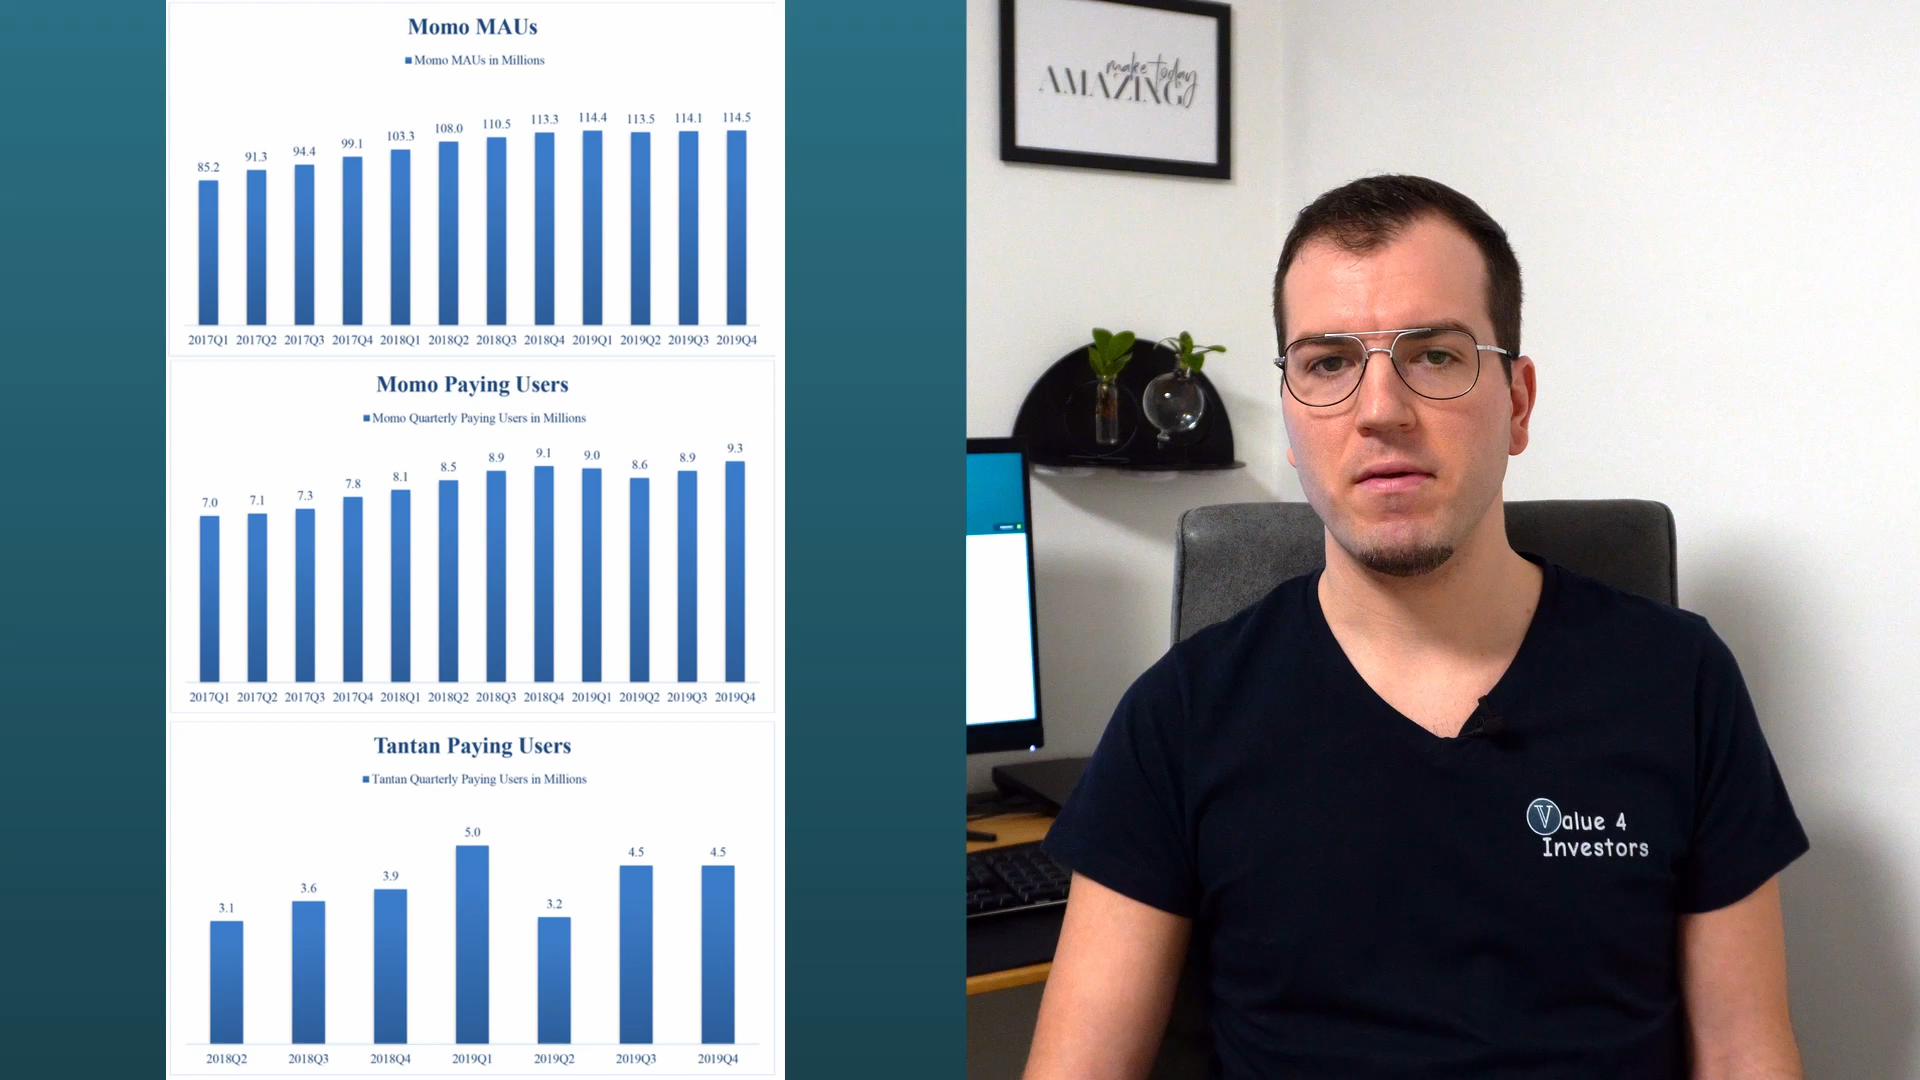 Momo MAUs
Momo MAUs in Millions
85.2 91.3 94.4 99.1 103.3 108.0 110.5 113.3 114.4 113.5 114.1 114.5
2017Q1 2017Q2 2017Q3 2017Q4 2018Q1 2018Q2 2018Q3 2018Q4 2019Q1 2019Q2 2019Q3 2019Q4
Momo Paying Users
Momo Quarterly Paying Users in Millions
7.0 7.1 7.3 7.8 8.1 8.5 8.9 9.1 9.0 8.6 8.9 9.3
2017Q1 2017Q2 2017Q3 2017Q4 2018Q1 2018Q2 2018Q3 2018Q4 2019Q1 2019Q2 2019Q3 2019Q4
Tantan Paying Users
Tantan Quarterly Paying Users in Millions
3.1 3.6 3.9 5.0 3.2 4.5 4.5
2018Q2 2018Q3 2018Q4 2019Q1 2019Q2 2019Q3 2019Q4
make today
AMAZING
Value 4
Investors